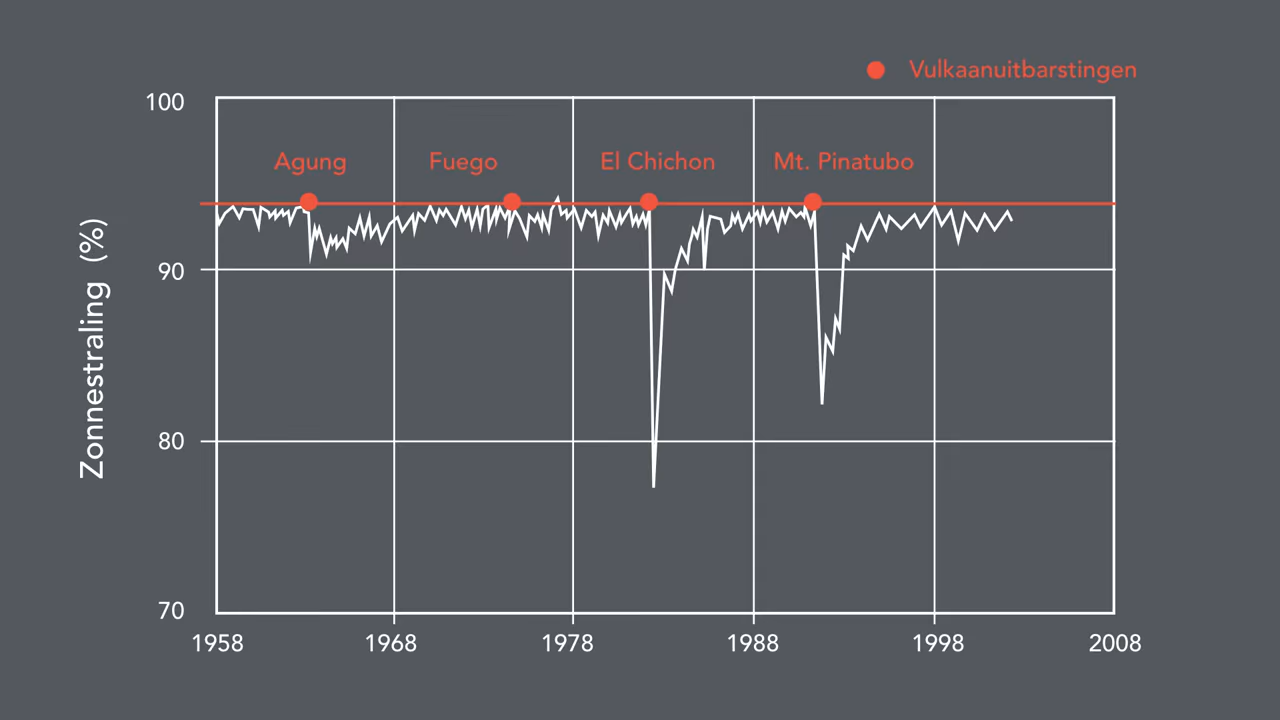 Vulkaanuitbarstingen
100
Agung Fuego El Chichon Mt. Pinatubo
90
Zonnestraling (%)
80
70
1958 1968 1978 1988 1998 2008